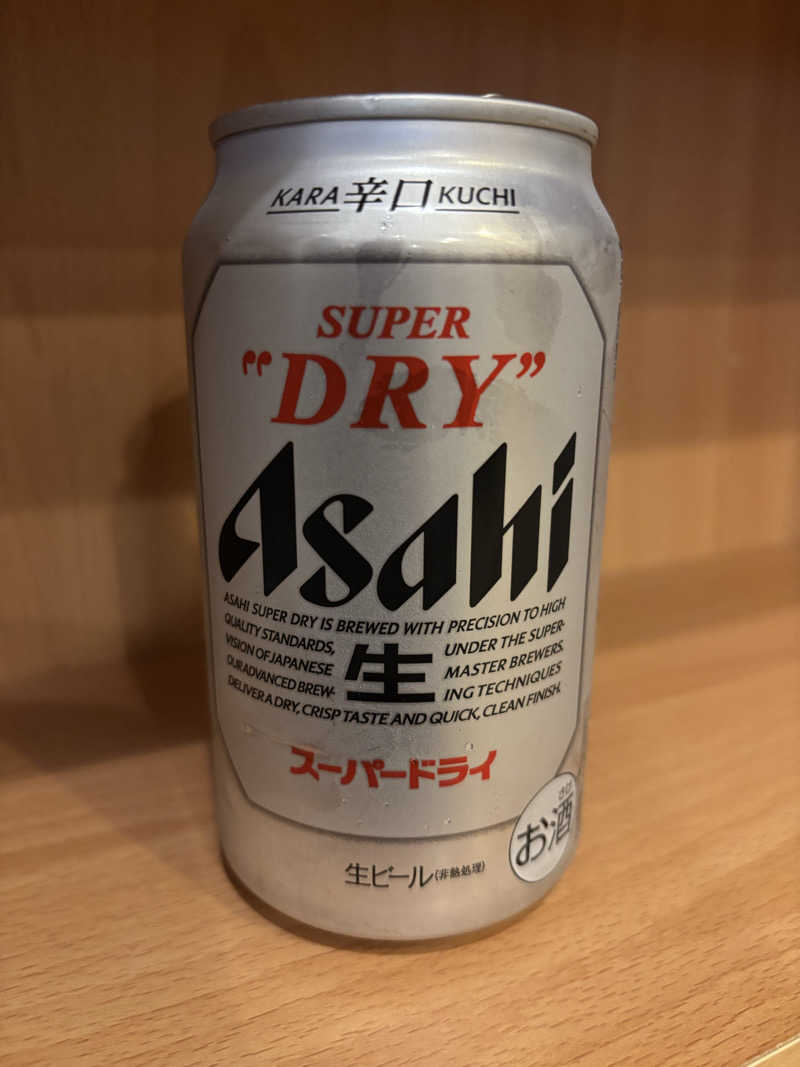 KARA 辛口 KUCHI
SUPER
"DRY"
Asahi
ASAHI SUPER DRY IS BREWED WITH PRECISION TO HIGH
QUALITY STANDARDS, UNDER THE SUPER-
VISION OF JAPANESE MASTER BREWERS.
OUR ADVANCED BREW- ING TECHNIQUES
DELIVER A DRY, CRISP TASTE AND QUICK, CLEAN FINISH.
生
スーパードライ
さけ
お酒
生ビール(非熱処理)